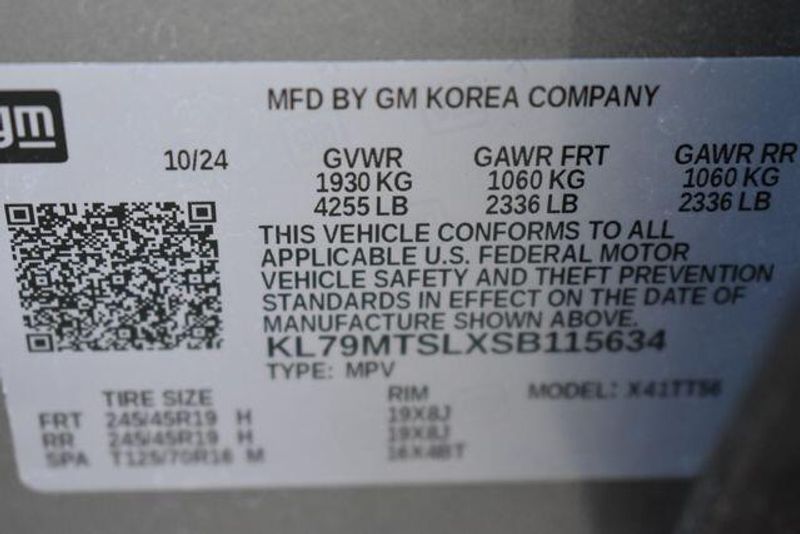 gm
MFD BY GM KOREA COMPANY
10/24 GVWR GAWR FRT GAWR RR
1930 KG 1060 KG 1060 KG
4255 LB 2336 LB 2336 LB
THIS VEHICLE CONFORMS TO ALL
APPLICABLE U.S. FEDERAL MOTOR
VEHICLE SAFETY AND THEFT PREVENTION
STANDARDS IN EFFECT ON THE DATE OF
MANUFACTURE SHOWN ABOVE.
KL79MTSLXSB115634
TYPE: MPV
TIRE SIZE RIM MODEL: X41TT56
FRT 245/45R19 H 19X8J
RR 245/45R19 H 19X8J
SPA T125/70R16 M 16X4BT